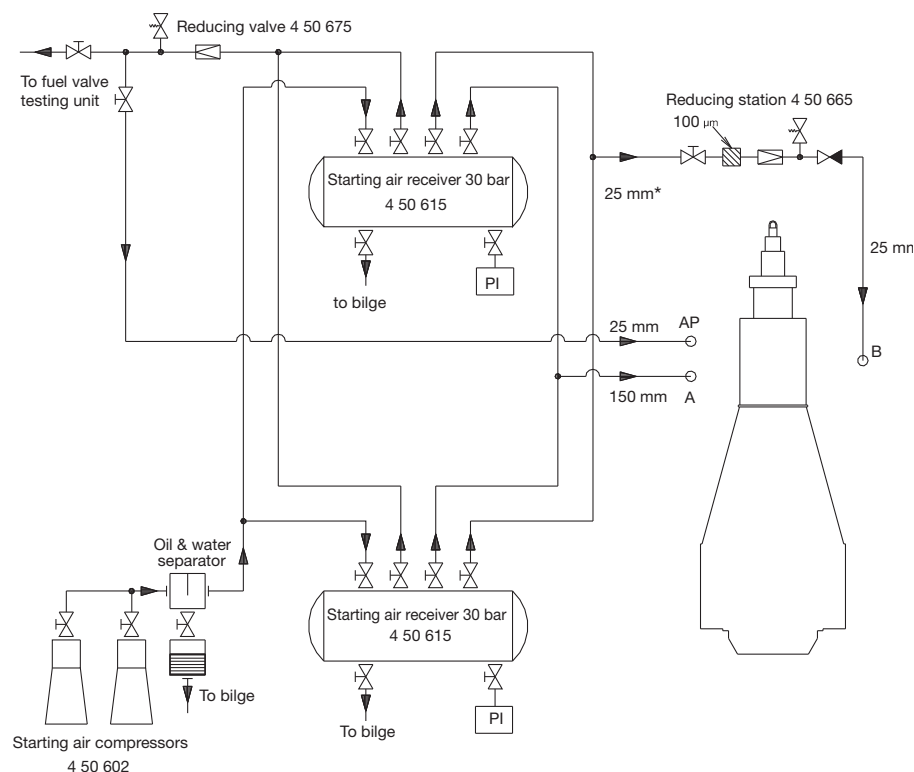 Reducing valve 4 50 675
To fuel valve
testing unit
Reducing station 4 50 665
100 μm
Starting air receiver 30 bar
4 50 615
25 mm*
25 mm
PI
to bilge
25 mm
AP
B
150 mm
A
Oil & water
separator
Starting air receiver 30 bar
4 50 615
To bilge
PI
To bilge
Starting air compressors
4 50 602